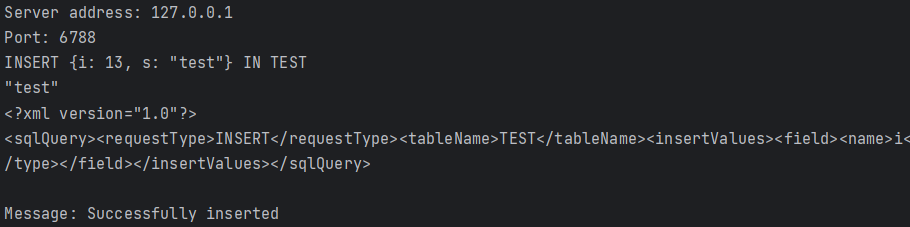 Server address: 127.0.0.1
Port: 6788
INSERT {i: 13, s: "test"} IN TEST
"test"
<?xml version="1.0"?>
<sqlQuery><requestType>INSERT</requestType><tableName>TEST</tableName><insertValues><field><name>i<
/type></field></insertValues></sqlQuery>
Message: Successfully inserted